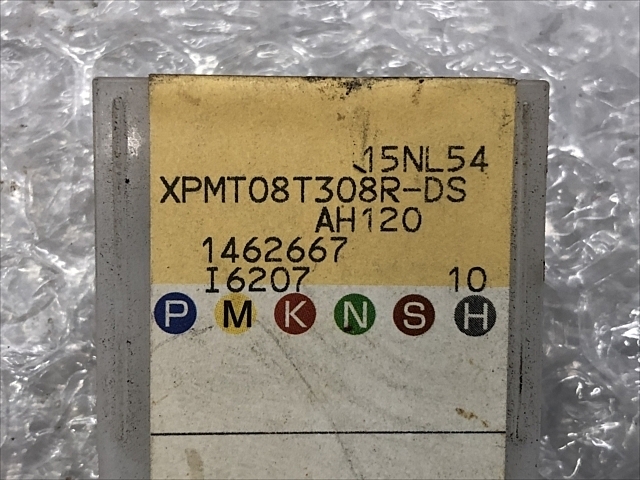 15NL54
XPMT08T308R-DS
AH120
1462667
I6207 10
P M K N S H